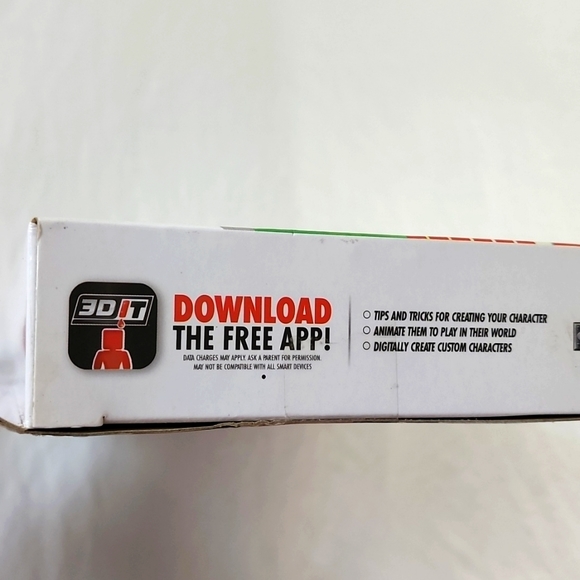 3D IT
DOWNLOAD
THE FREE APP!
DATA CHARGES MAY APPLY. ASK A PARENT FOR PERMISSION.
MAY NOT BE COMPATIBLE WITH ALL SMART DEVICES
○ TIPS AND TRICKS FOR CREATING YOUR CHARACTER
○ ANIMATE THEM TO PLAY IN THEIR WORLD
○ DIGITALLY CREATE CUSTOM CHARACTERS